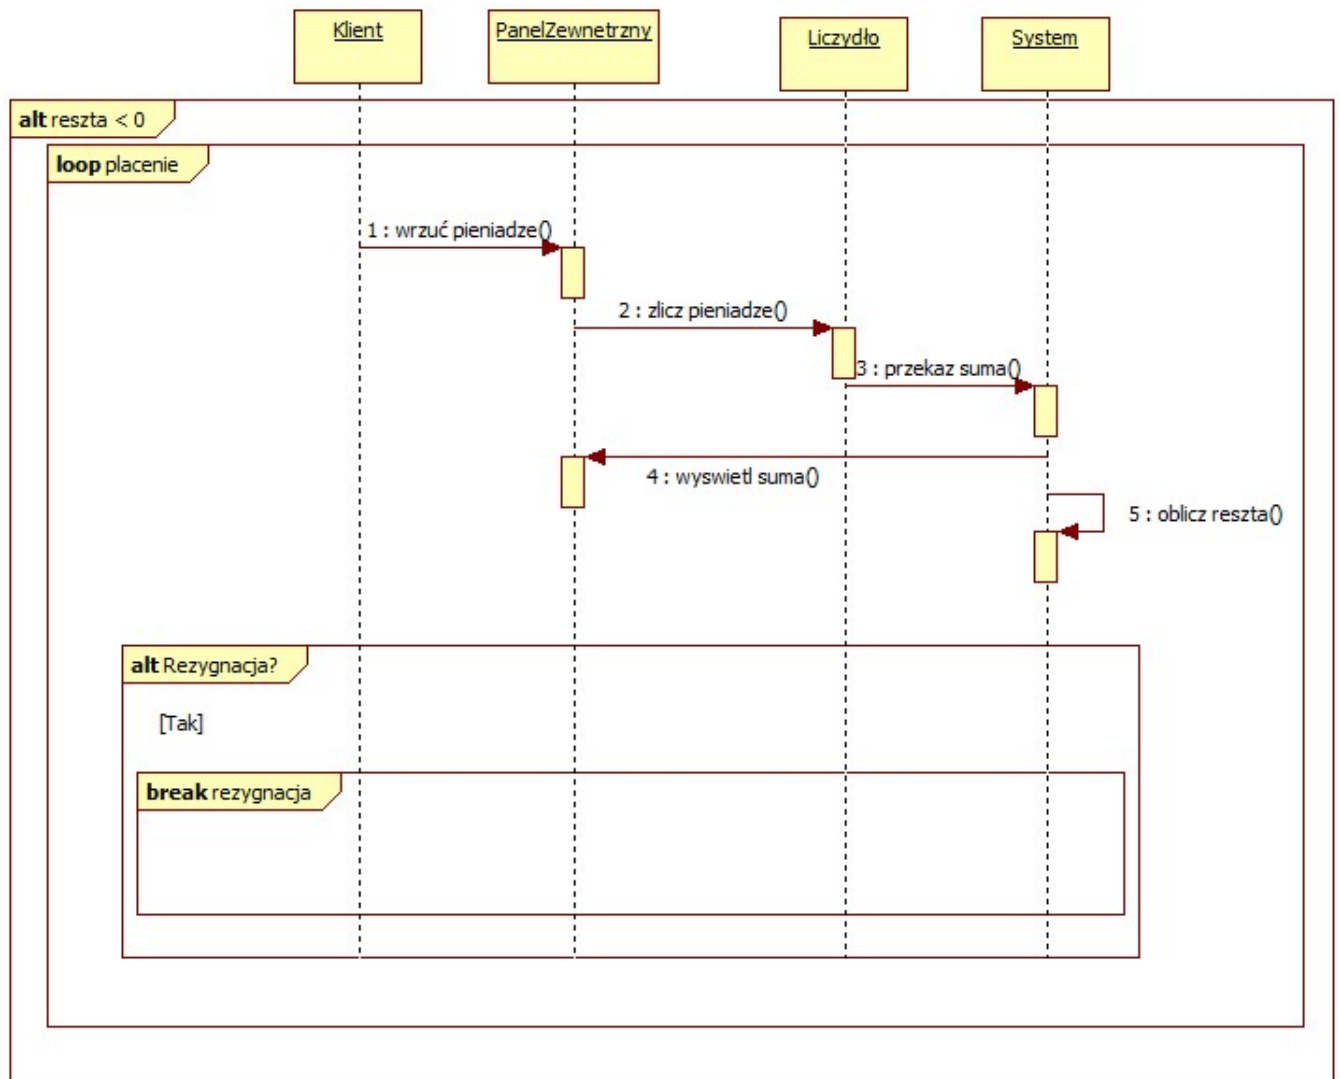 Klient
PanelZewnetrzny
Liczydło
System
alt reszta < 0
loop placenie
1 : wrzuć pieniadze()
2 : zlicz pieniadze()
3 : przekaz suma()
4 : wyswietl suma()
5 : oblicz reszta()
alt Rezygnacja?
[Tak]
break rezygnacja